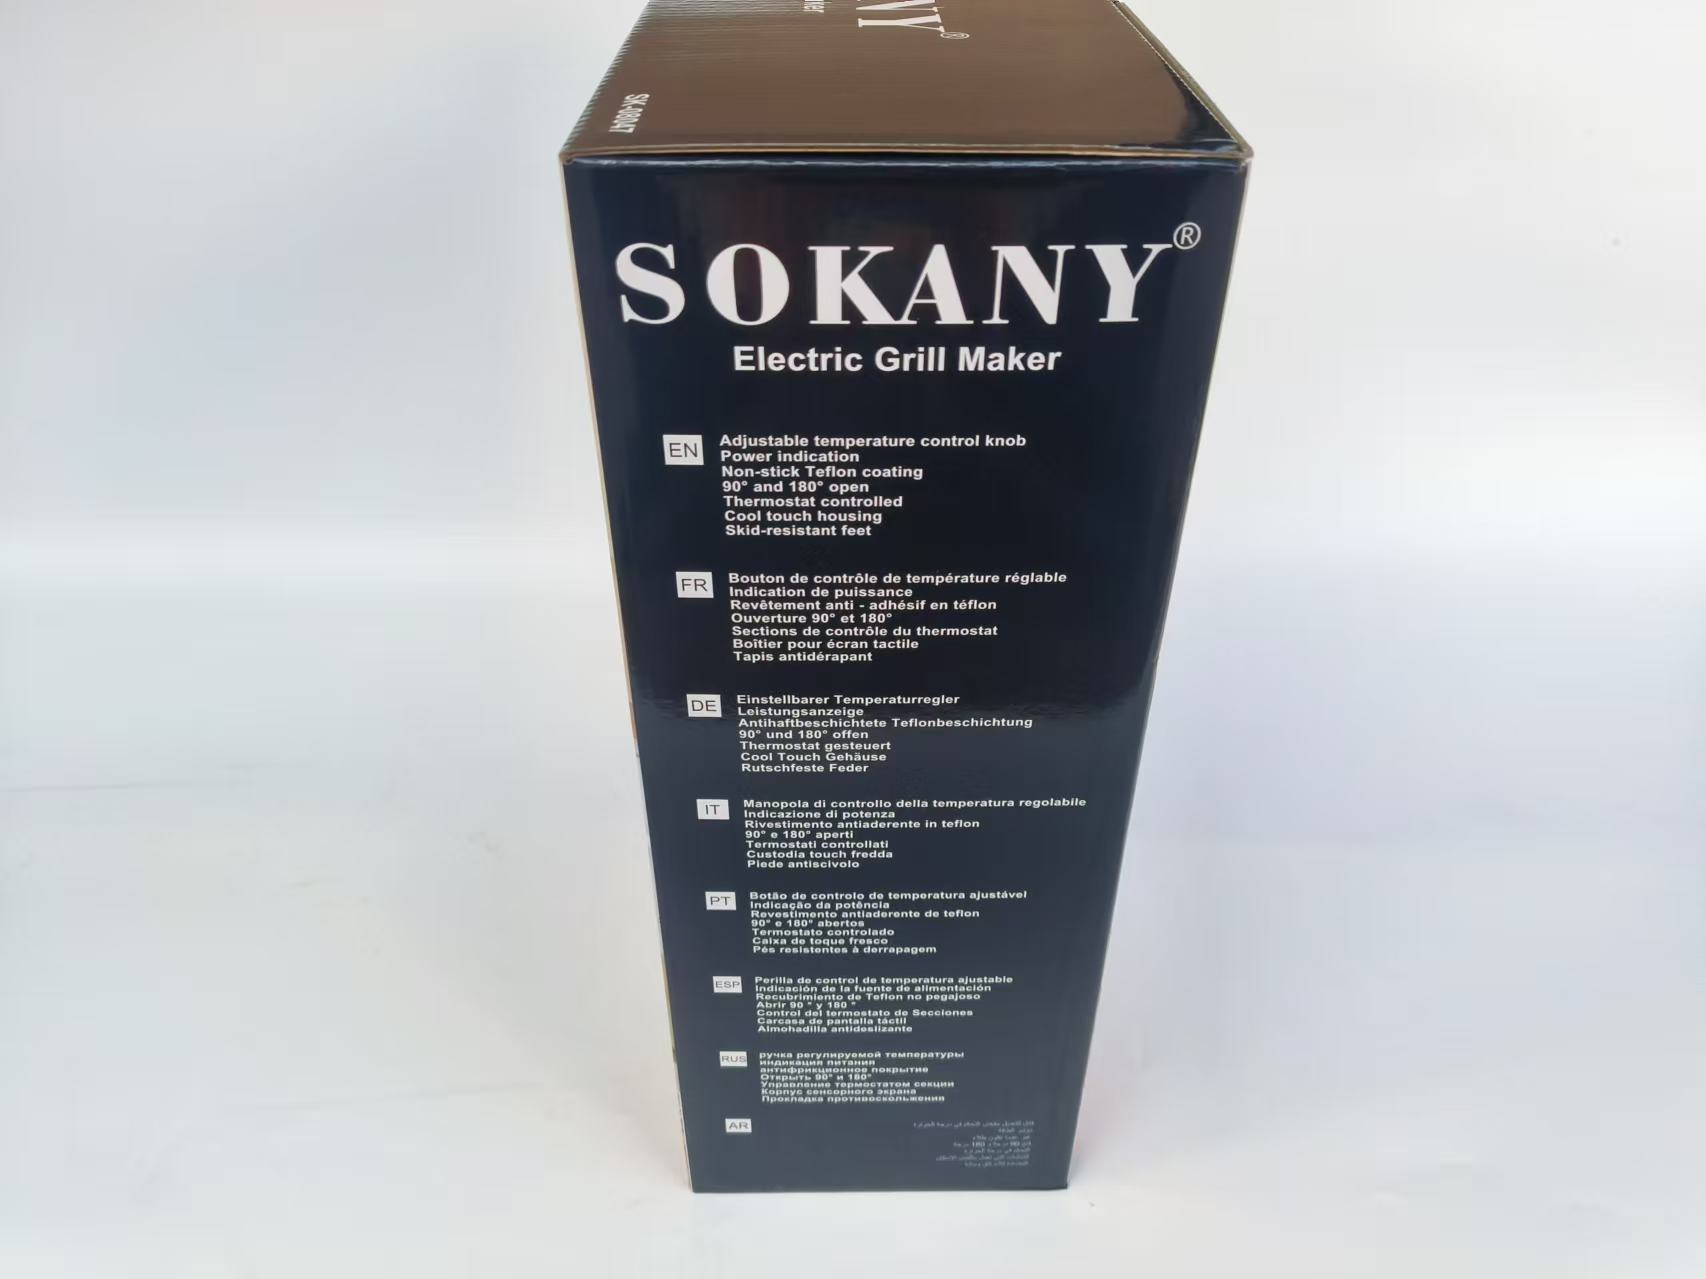 SK-08047
SOKANY®
Electric Grill Maker
EN
Adjustable temperature control knob
Power indication
Non-stick Teflon coating
90° and 180° open
Thermostat controlled
Cool touch housing
Skid-resistant feet
FR
Bouton de contrôle de température réglable
Indication de puissance
Revêtement anti - adhésif en téflon
Ouverture 90° et 180°
Sections de contrôle du thermostat
Boîtier pour écran tactile
Tapis antidérapant
DE
Einstellbarer Temperaturregler
Leistungsanzeige
Antihaftbeschichtete Teflonbeschichtung
90° und 180° offen
Thermostat gesteuert
Cool Touch Gehäuse
Rutschfeste Feder
IT
Manopola di controllo della temperatura regolabile
Indicazione di potenza
Rivestimento antiaderente in teflon
90° e 180° aperti
Termostati controllati
Custodia touch fredda
Piede antiscivolo
PT
Botão de controlo de temperatura ajustável
Indicação da potência
Revestimento antiaderente de teflon
90° e 180° abertos
Termostato controlado
Caixa de toque fresco
Pés resistentes à derrapagem
ESP
Perilla de control de temperatura ajustable
Indicación de la fuente de alimentación
Recubrimiento de Teflon no pegajoso
Abrir 90 ° y 180 °
Control del termostato de Secciones
Carcasa de pantalla táctil
Almohadilla antideslizante
RUS
ручка регулируемой температуры
индикация питания
антифрикционное покрытие
Открыть 90° и 180°
Управление термостатом секции
Корпус сенсорного экрана
Прокладка противоскольжения
AR